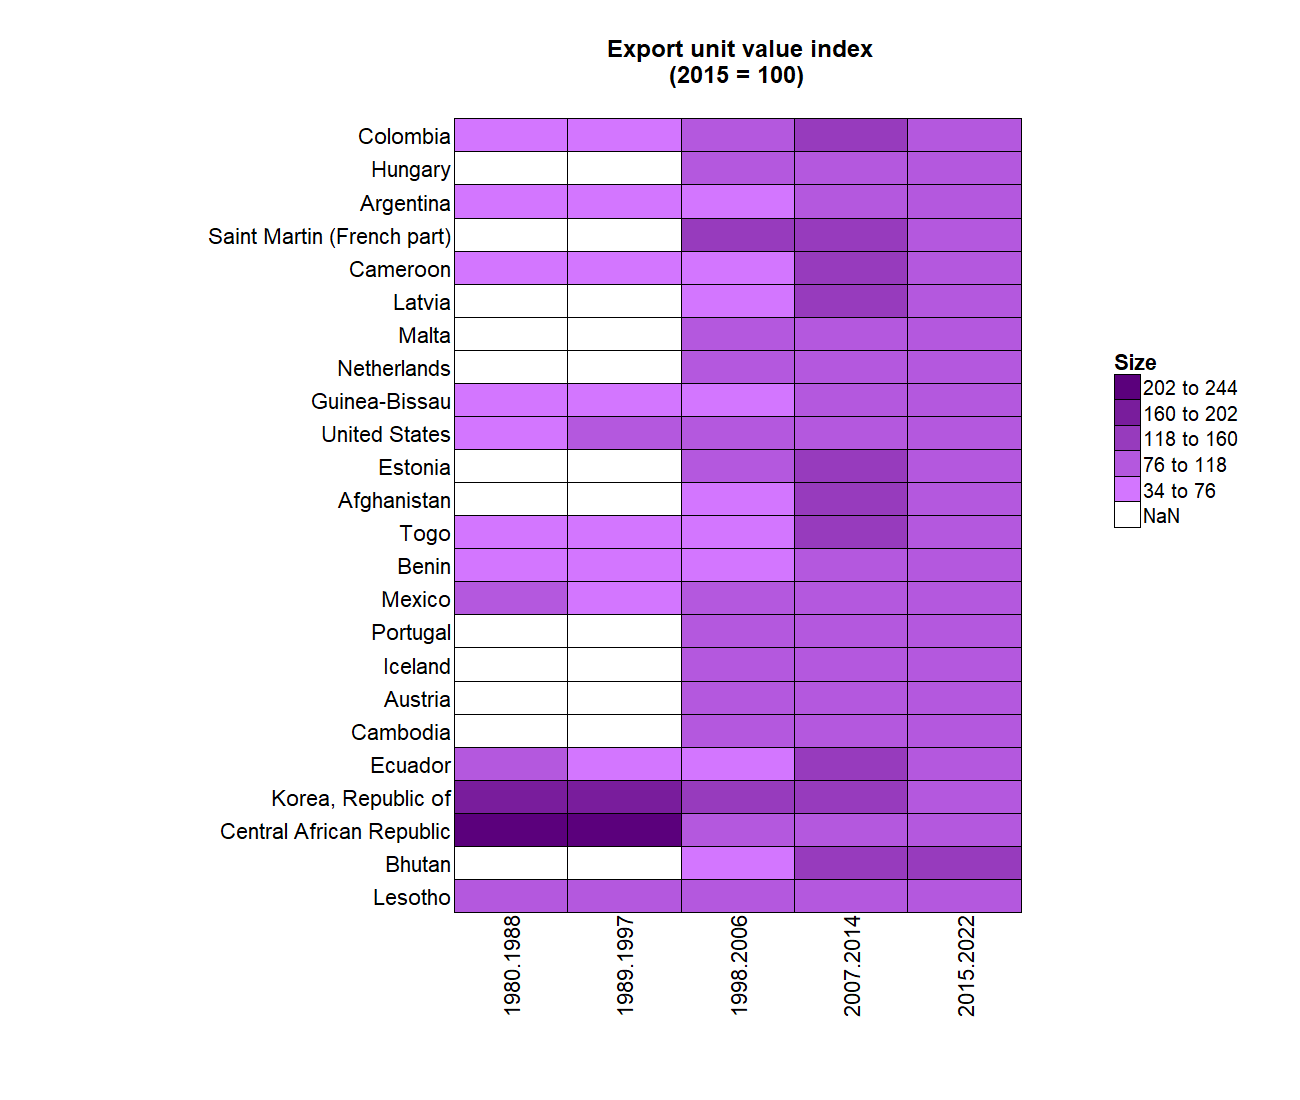 Export unit value index
(2015 = 100)
Colombia
Hungary
Argentina
Saint Martin (French part)
Cameroon
Latvia
Malta
Netherlands
Guinea-Bissau
United States
Estonia
Afghanistan
Togo
Benin
Mexico
Portugal
Iceland
Austria
Cambodia
Ecuador
Korea, Republic of
Central African Republic
Bhutan
Lesotho
1980.1988
1989.1997
1998.2006
2007.2014
2015.2022
Size
202 to 244
160 to 202
118 to 160
76 to 118
34 to 76
NaN